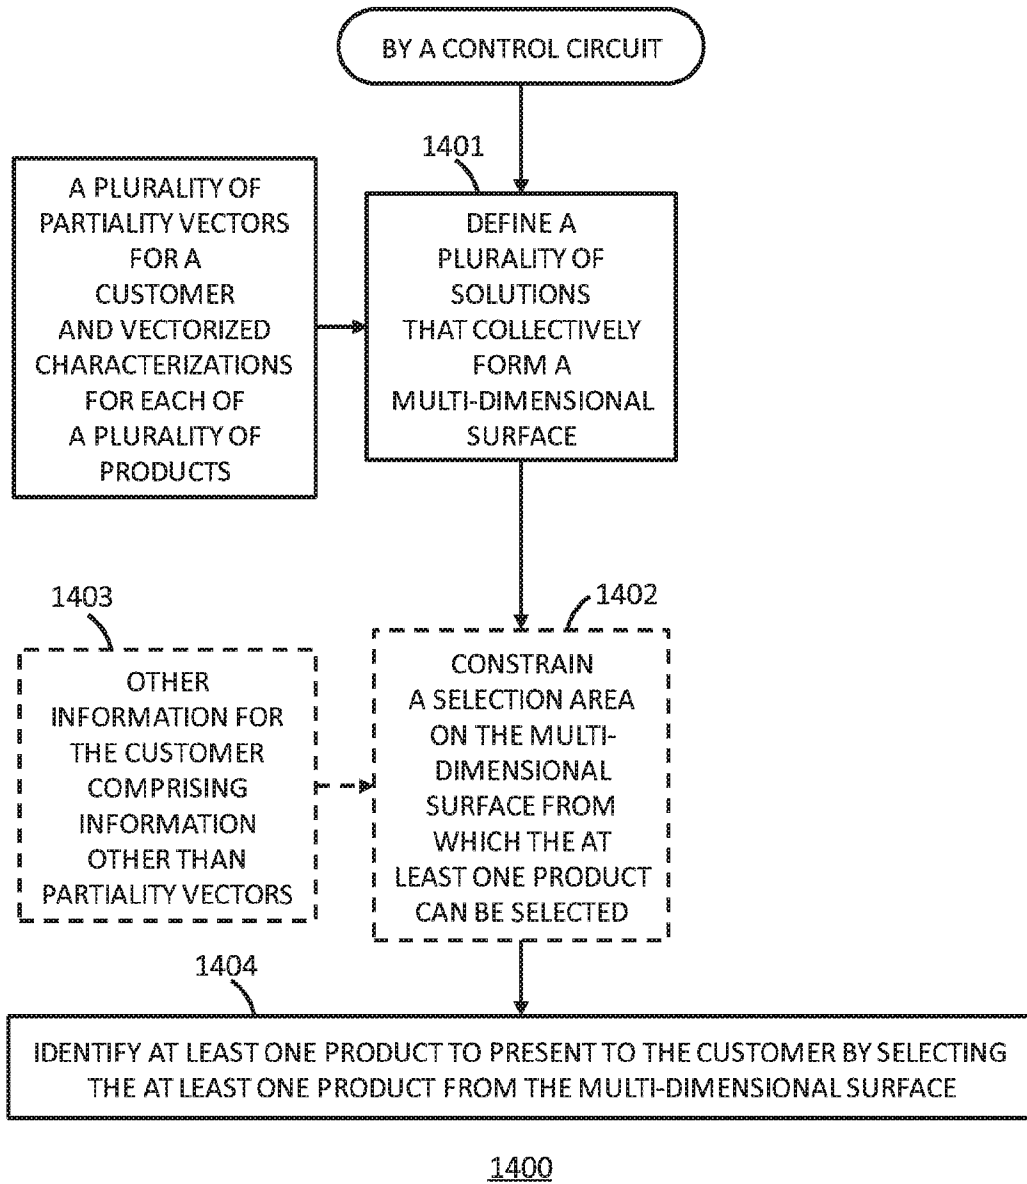 BY A CONTROL CIRCUIT
1401
A PLURALITY OF
PARTIALITY VECTORS
FOR A
CUSTOMER
AND VECTORIZED
CHARACTERIZATIONS
FOR EACH OF
A PLURALITY OF
PRODUCTS
DEFINE A
PLURALITY OF
SOLUTIONS
THAT COLLECTIVELY
FORM A
MULTI-DIMENSIONAL
SURFACE
1403
1402
OTHER
INFORMATION FOR
THE CUSTOMER
COMPRISING
INFORMATION
OTHER THAN
PARTIALITY VECTORS
CONSTRAIN
A SELECTION AREA
ON THE MULTI-
DIMENSIONAL
SURFACE FROM
WHICH THE AT
LEAST ONE PRODUCT
CAN BE SELECTED
1404
IDENTIFY AT LEAST ONE PRODUCT TO PRESENT TO THE CUSTOMER BY SELECTING
THE AT LEAST ONE PRODUCT FROM THE MULTI-DIMENSIONAL SURFACE
1400